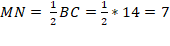 MN = 1/2 BC = 1/2 * 14 = 7